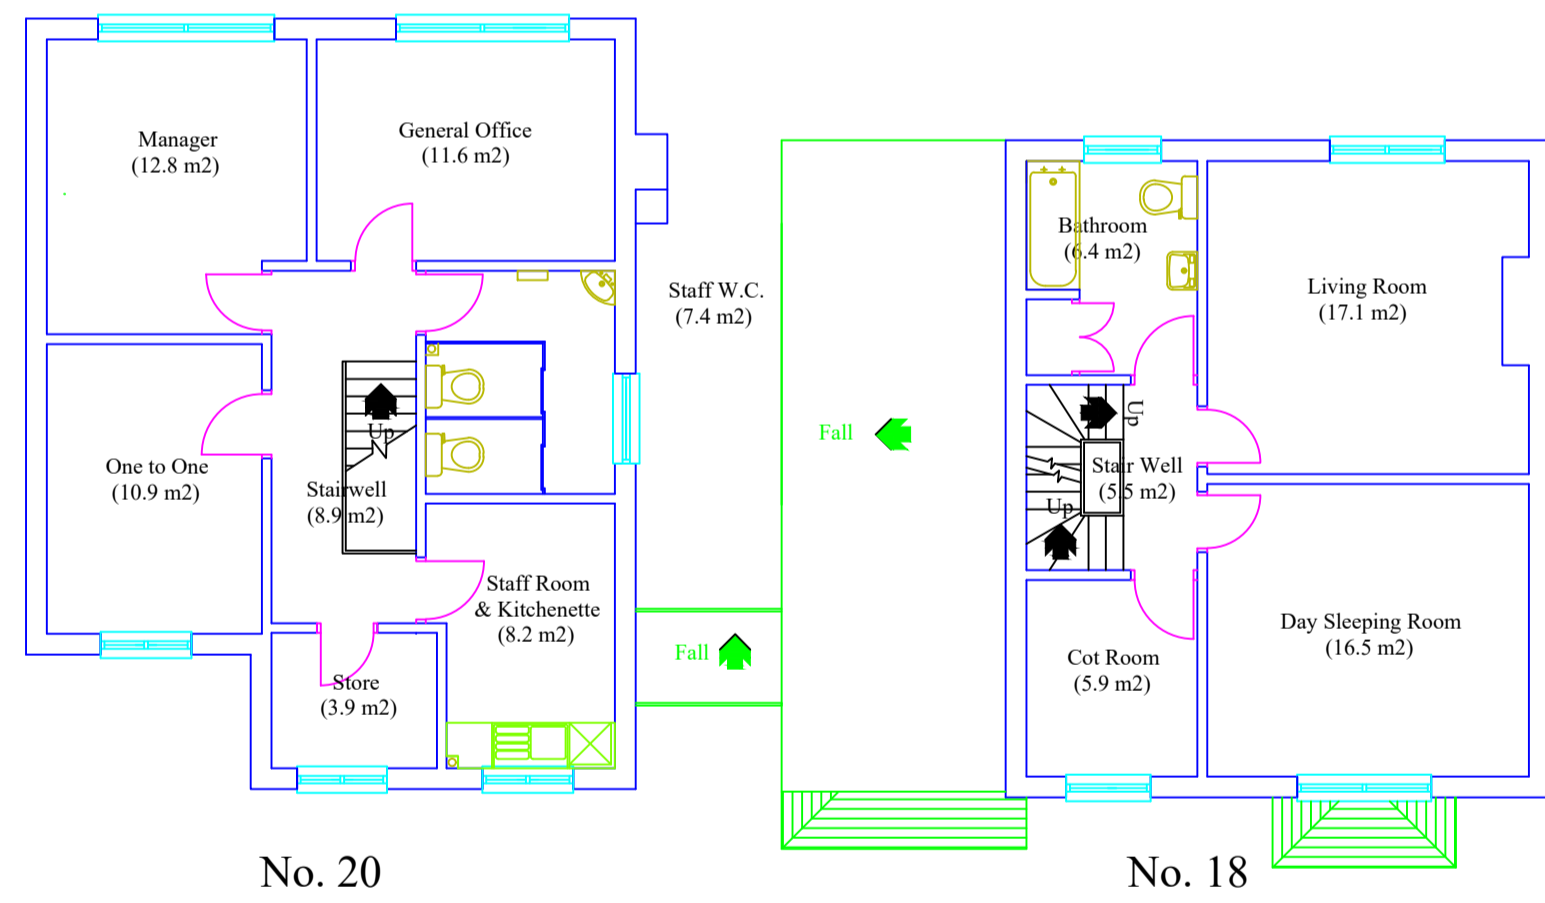 Manager
(12.8 m2)
General Office
(11.6 m2)
Staff W.C.
(7.4 m2)
One to One
(10.9 m2)
Up
Stairwell
(8.9 m2)
Staff Room
& Kitchenette
(8.2 m2)
Store
(3.9 m2)
Fall
Fall
Bathroom
(6.4 m2)
Living Room
(17.1 m2)
Up
Stair Well
(5.5 m2)
Up
Cot Room
(5.9 m2)
Day Sleeping Room
(16.5 m2)
No. 20
No. 18